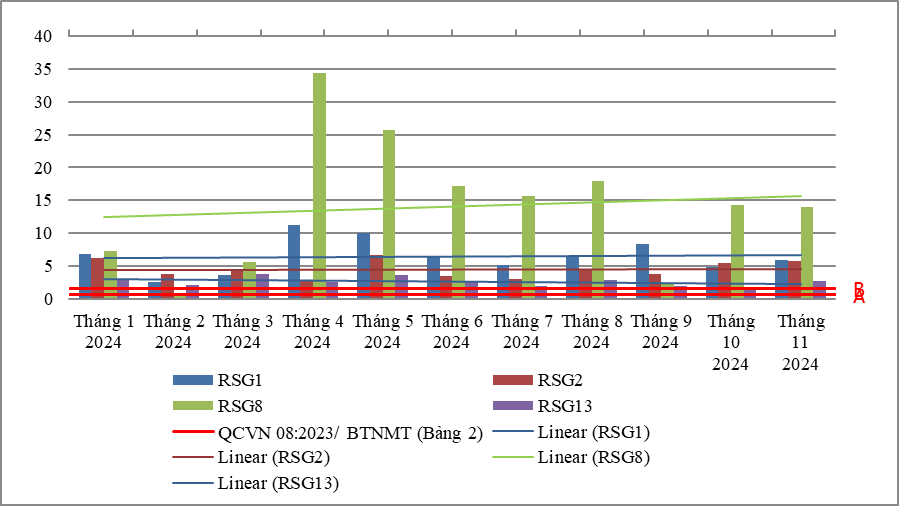 40
35
30
25
20
15
10
5
0
B
A
Tháng 1 2024
Tháng 2 2024
Tháng 3 2024
Tháng 4 2024
Tháng 5 2024
Tháng 6 2024
Tháng 7 2024
Tháng 8 2024
Tháng 9 2024
Tháng 10 2024
Tháng 11 2024
RSG1
RSG2
RSG8
RSG13
QCVN 08:2023/ BTNMT (Bảng 2)
Linear (RSG1)
Linear (RSG2)
Linear (RSG8)
Linear (RSG13)